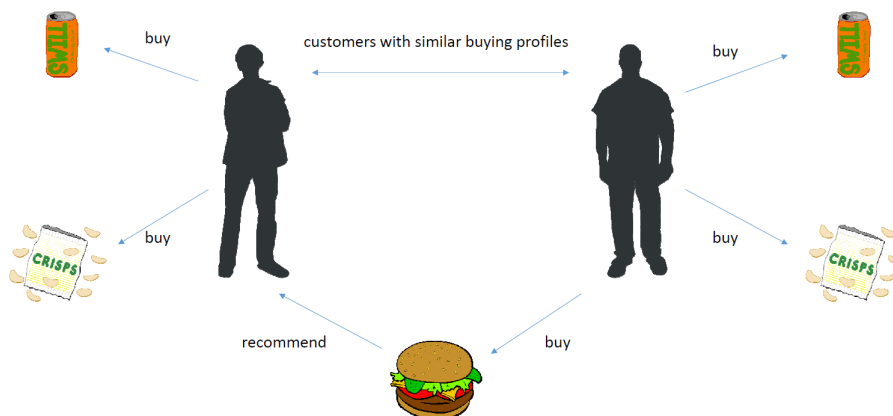 buy
customers with similar buying profiles
buy
SWILL
SWILL
buy
buy
CRISPS
CRISPS
recommend
buy